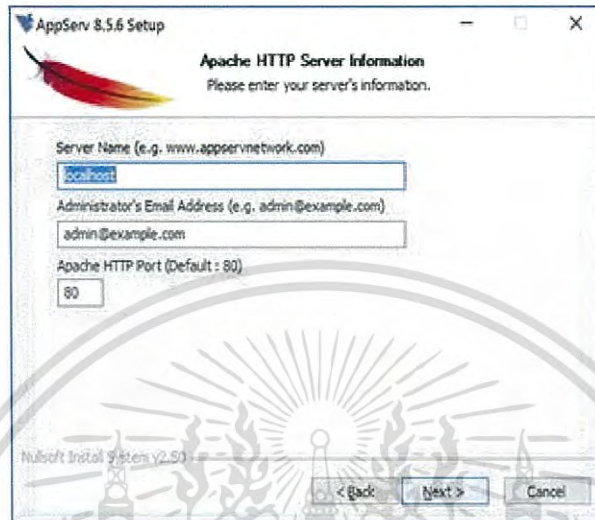 AppServ 8.5.6 Setup
Apache HTTP Server Information
Please enter your server's information.
Server Name (e.g. www.appservnetwork.com)
localhost
Administrator's Email Address (e.g. admin@example.com)
admin@example.com
Apache HTTP Port (Default : 80)
80
Nullsoft Install System v2.50
< Back
Next >
Cancel